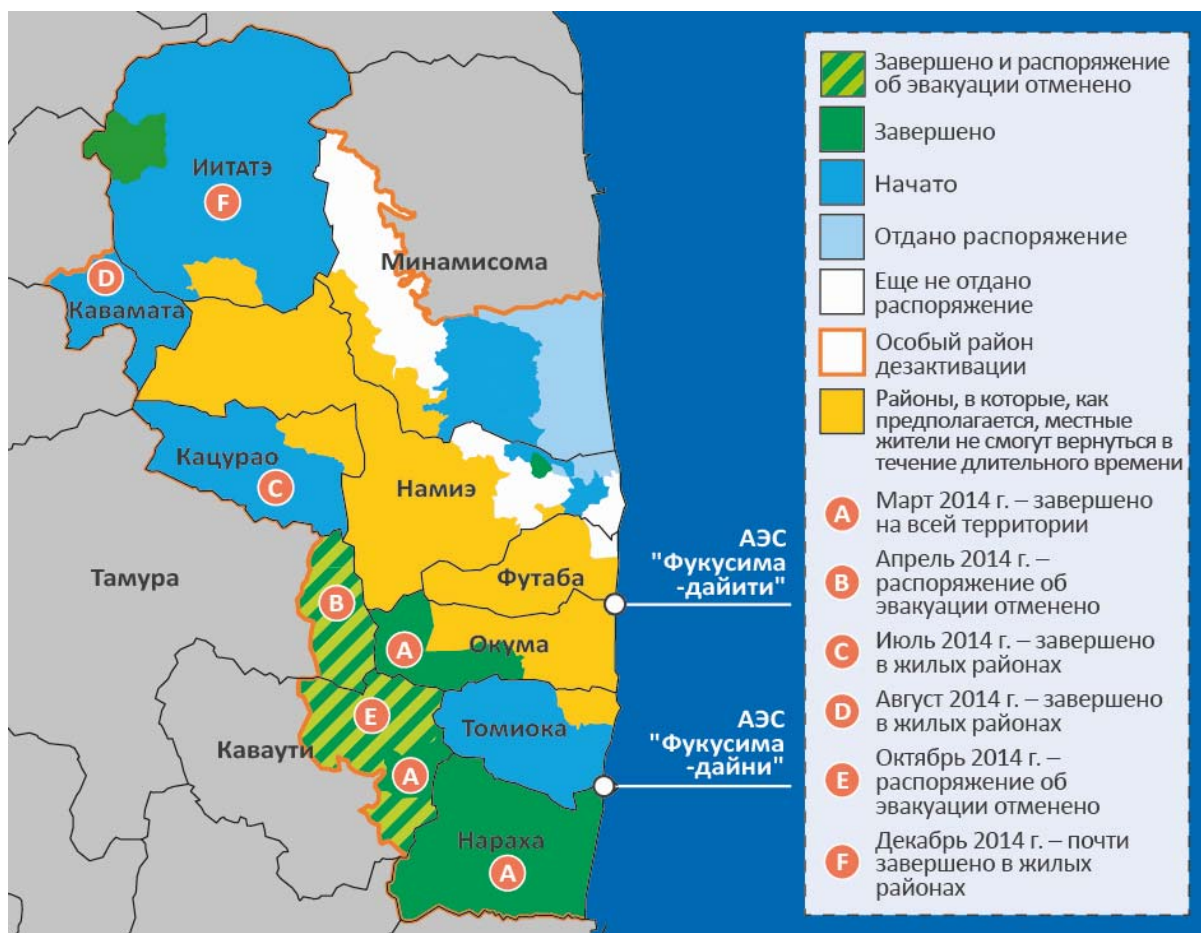 Иитатэ
F
D
Кавамата
Минамисома
Кацурао
C
Намиэ
Тамура
B
Футаба
A
Окума
E
Томиока
Каваути
A
Нараха
A
АЭС
"Фукусима
-дайити"
АЭС
"Фукусима
-дайни"
Завершено и распоряжение
об эвакуации отменено
Завершено
Начато
Отдано распоряжение
Еще не отдано
распоряжение
Особый район
дезактивации
Районы, в которые, как
предполагается, местные
жители не смогут вернуться в
течение длительного времени
A Март 2014 г. – завершено
на всей территории
B Апрель 2014 г. –
распоряжение об
эвакуации отменено
C Июль 2014 г. – завершено
в жилых районах
D Август 2014 г. – завершено
в жилых районах
E Октябрь 2014 г. –
распоряжение об
эвакуации отменено
F Декабрь 2014 г. – почти
завершено в жилых
районах